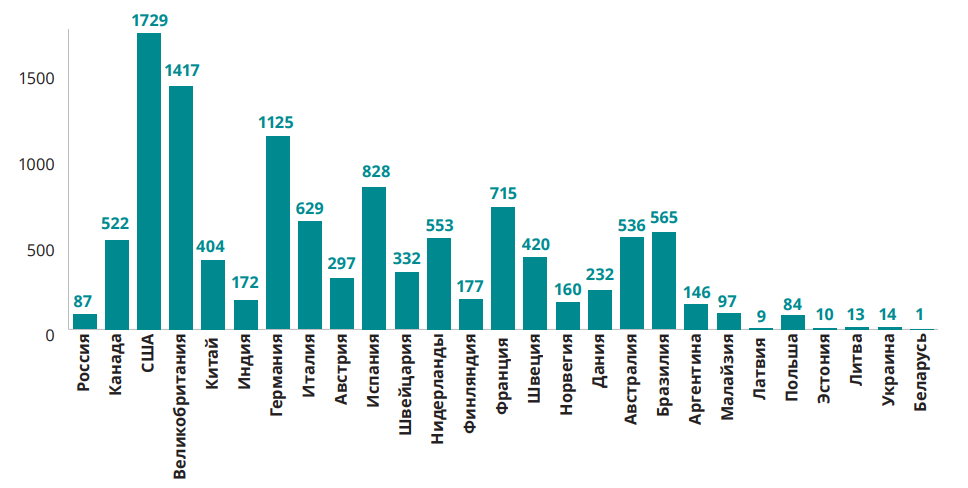 1729
1500
1417
1125
1000
828
715
629
553
536
565
522
500
404
420
332
297
232
172
177
160
146
87
97
9
84
10
13
14
1
0
Россия
Канада
США
Великобритания
Китай
Индия
Германия
Италия
Австрия
Испания
Швейцария
Нидерланды
Финляндия
Франция
Швеция
Норвегия
Дания
Австралия
Бразилия
Аргентина
Малайзия
Латвия
Польша
Эстония
Литва
Украина
Беларусь